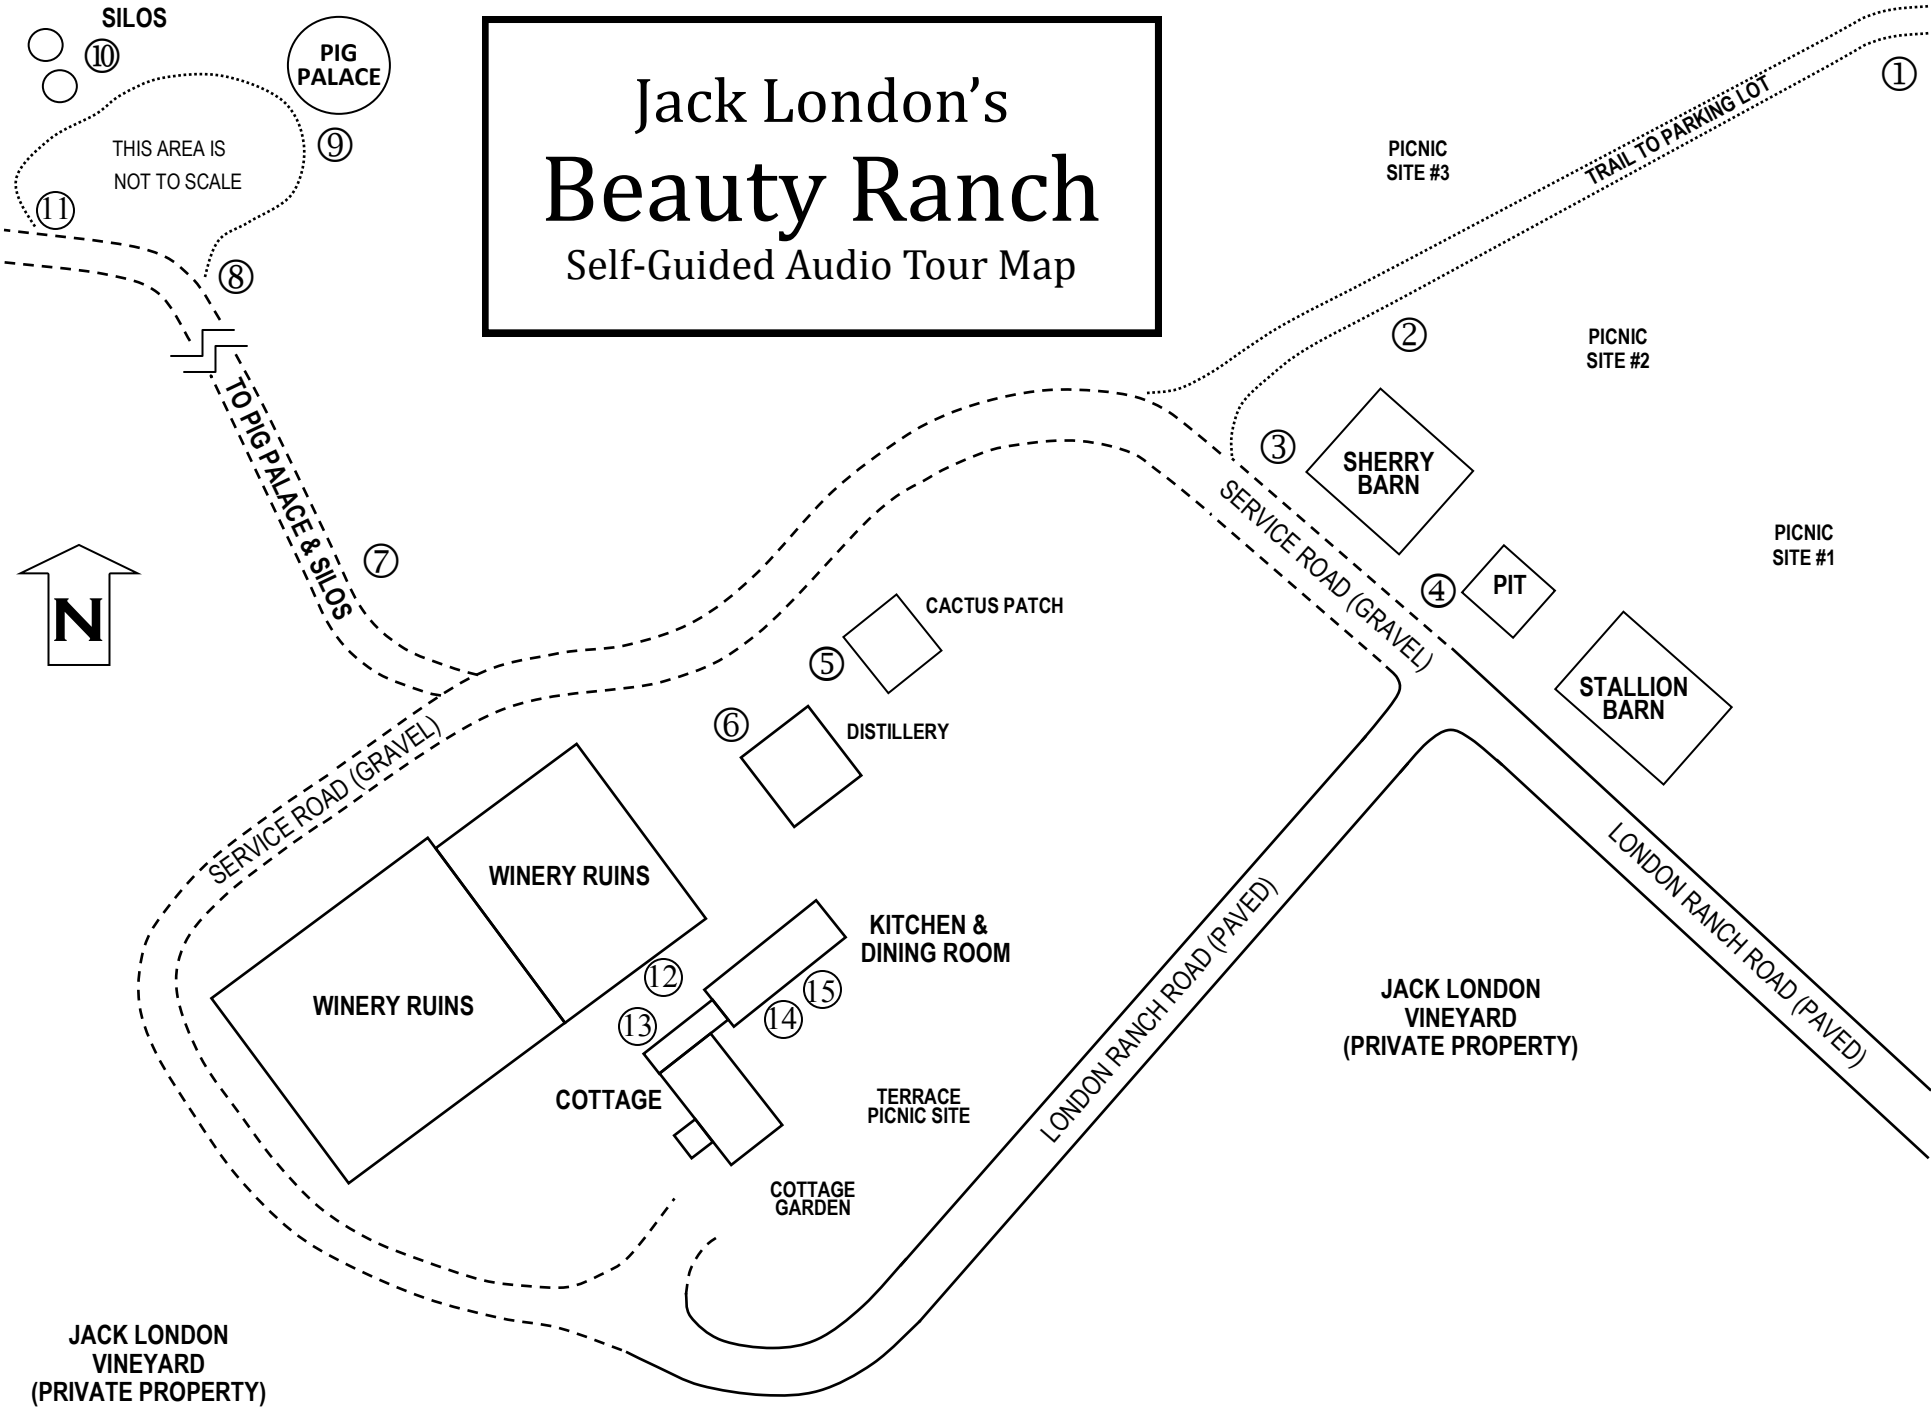 SILOS
⑩
PIG
PALACE
⑨
THIS AREA IS
NOT TO SCALE
⑪
⑧
Jack London’s
Beauty Ranch
Self-Guided Audio Tour Map
①
TRAIL TO PARKING LOT
PICNIC
SITE #3
②
PICNIC
SITE #2
③
SHERRY
BARN
PICNIC
SITE #1
SERVICE ROAD (GRAVEL)
④
PIT
STALLION
BARN
TO PIG PALACE & SILOS
⑦
N
CACTUS PATCH
⑤
⑥
DISTILLERY
SERVICE ROAD (GRAVEL)
WINERY RUINS
WINERY RUINS
KITCHEN &
DINING ROOM
⑫
⑬
⑭
⑮
COTTAGE
TERRACE
PICNIC SITE
COTTAGE
GARDEN
LONDON RANCH ROAD (PAVED)
LONDON RANCH ROAD (PAVED)
JACK LONDON
VINEYARD
(PRIVATE PROPERTY)
JACK LONDON
VINEYARD
(PRIVATE PROPERTY)